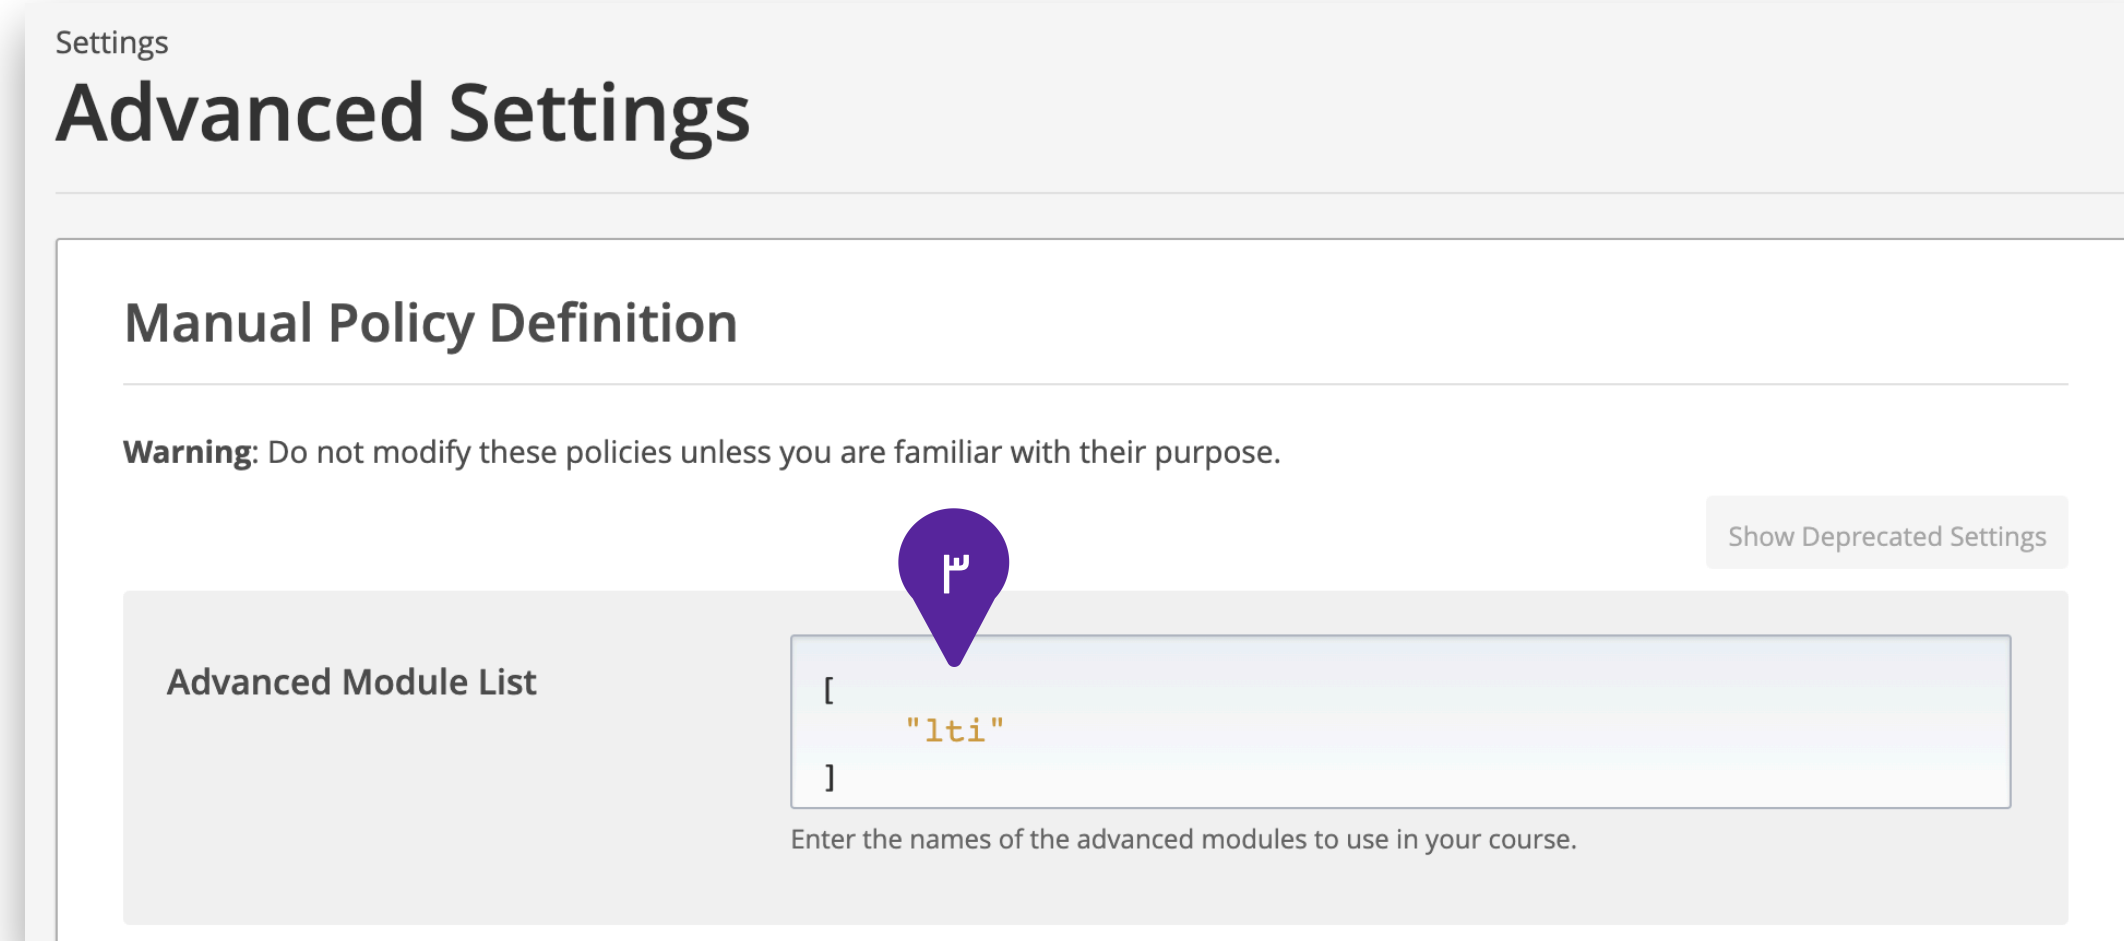 Settings
Advanced Settings
Manual Policy Definition
Warning: Do not modify these policies unless you are familiar with their purpose.
Show Deprecated Settings
٣
Advanced Module List
[
"lti"
]
Enter the names of the advanced modules to use in your course.